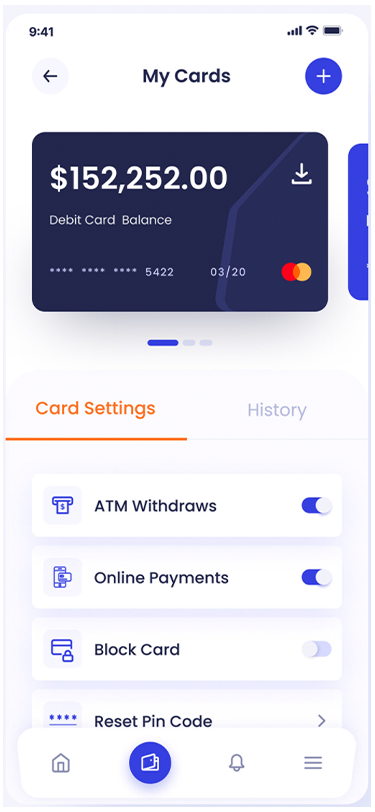 9:41
My Cards
$152,252.00
Debit Card Balance
**** **** **** 5422 03/20
Card Settings History
$
ATM Withdraws
Online Payments
Block Card
****
Reset Pin Code